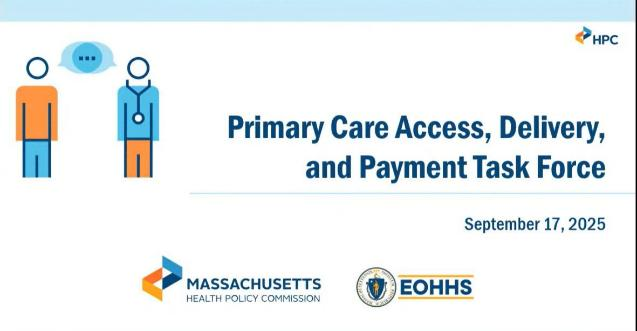 HPC
Primary Care Access, Delivery,
and Payment Task Force
September 17, 2025
MASSACHUSETTS
HEALTH POLICY COMMISSION
EOHHS